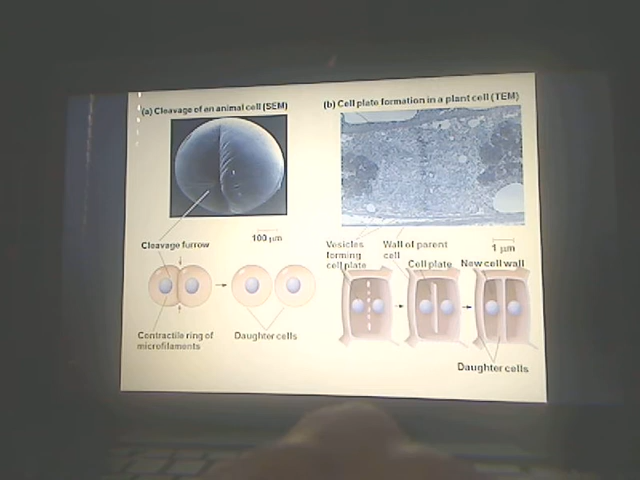 (a) Cleavage of an animal cell (SEM)
(b) Cell plate formation in a plant cell (TEM)
100 µm
Cleavage furrow
Contractile ring of
microfilaments
Daughter cells
Vesicles
forming
cell plate
Wall of parent
cell
1 µm
Cell plate
New cell wall
Daughter cells